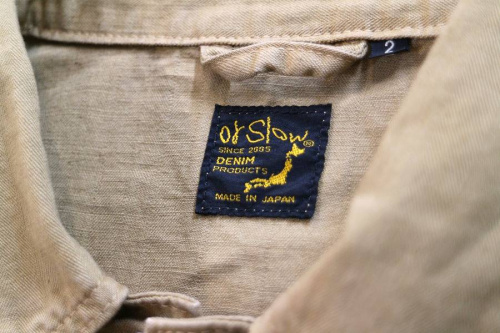 2
orSlow®
SINCE 2005
DENIM
PRODUCTS
MADE IN JAPAN